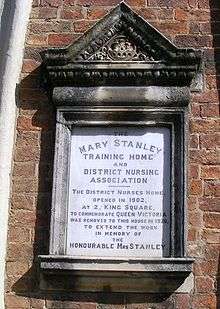 THE
MARY STANLEY
TRAINING HOME
AND
DISTRICT NURSING
ASSOCIATION
THE DISTRICT NURSES HOME
OPENED IN 1902,
AT 2, KING SQUARE,
TO COMMEMORATE QUEEN VICTORIA
WAS REMOVED TO THIS HOUSE IN
TO EXTEND THE WORK
IN MEMORY OF
THE
HONOURABLE MRS STANLEY